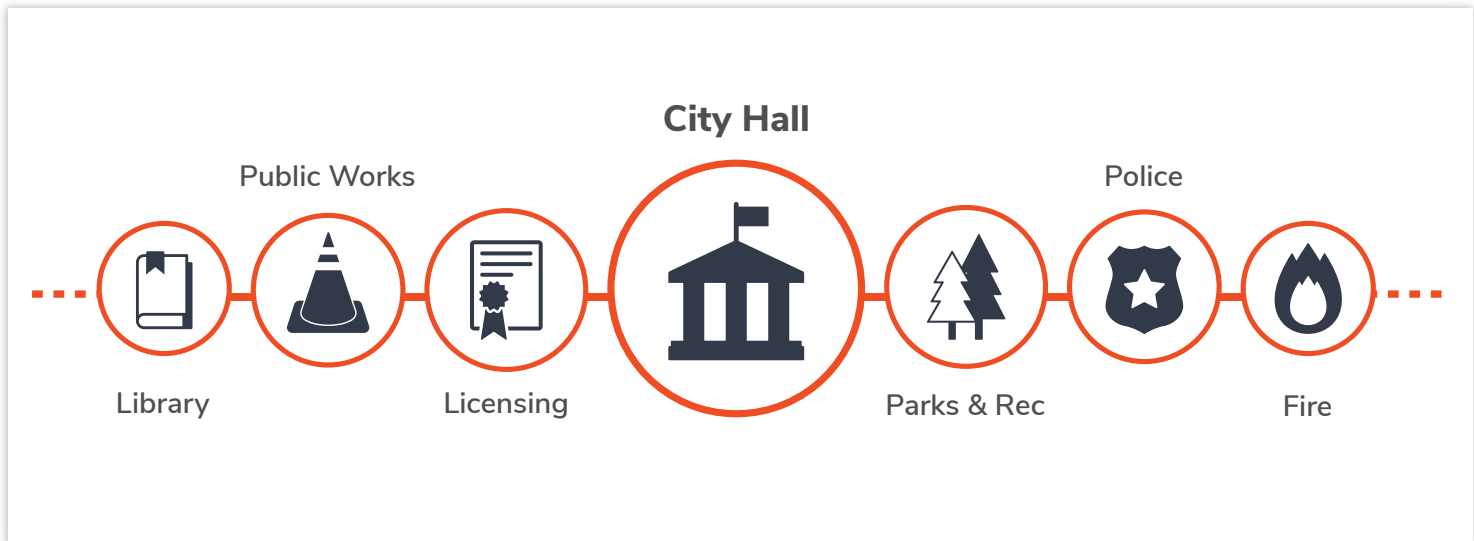 City Hall
Public Works
Police
Library
Licensing
Parks & Rec
Fire